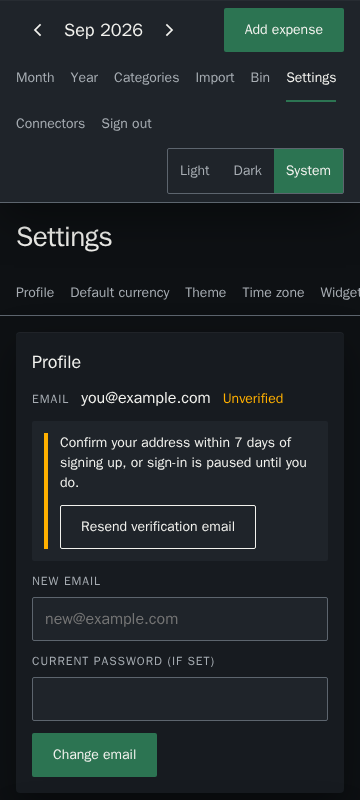 Sep 2026
Add expense
Month Year Categories Import Bin Settings
Connectors Sign out
Light Dark System
Settings
Profile Default currency Theme Time zone Widget
Profile
EMAIL you@example.com Unverified
Confirm your address within 7 days of
signing up, or sign-in is paused until you
do.
Resend verification email
NEW EMAIL
new@example.com
CURRENT PASSWORD (IF SET)
Change email